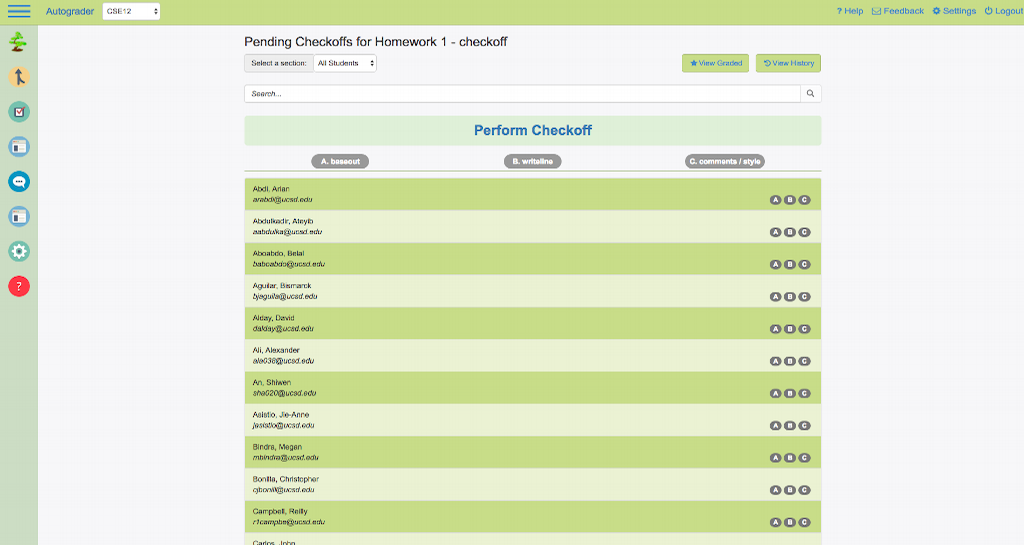 Autograder CSE12 ? Help Feedback Settings Logout
Pending Checkoffs for Homework 1 - checkoff
Select a section: All Students View Graded View History
Search...
Perform Checkoff
A. baseout B. writeline C. comments / style
Abdi, Arian
arabdi@ucsd.edu A B C
Abdulkadir, Ateyib
aabdulka@ucsd.edu A B C
Aboabdo, Belal
baboabdo@ucsd.edu A B C
Aguilar, Bismarck
bjaguila@ucsd.edu A B C
Alday, David
dalday@ucsd.edu A B C
Ali, Alexander
ala038@ucsd.edu A B C
An, Shiwen
sha020@ucsd.edu A B C
Asistio, Jie-Anne
jasistio@ucsd.edu A B C
Bindra, Megan
mbindra@ucsd.edu A B C
Bonilla, Christopher
cjbonill@ucsd.edu A B C
Campbell, Reilly
r1campbe@ucsd.edu A B C
Carlos, John
?